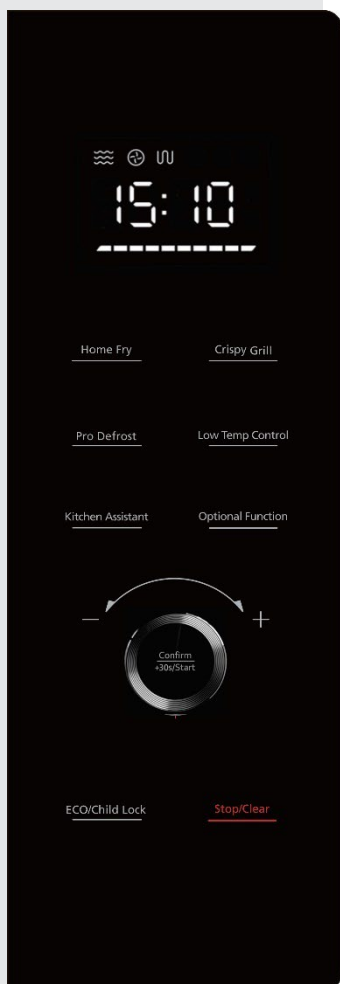 15:10
Home Fry
Crispy Grill
Pro Defrost
Low Temp Control
Kitchen Assistant
Optional Function
− +
Confirm
+30s/Start
ECO/Child Lock
Stop/Clear